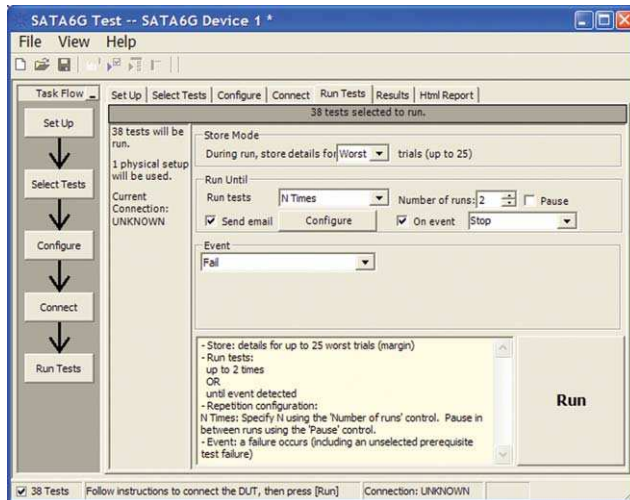 SATA6G Test -- SATA6G Device 1 *
File View Help
Task Flow
Set Up
Select Tests
Configure
Connect
Run Tests
Set Up Select Tests Configure Connect Run Tests Results Html Report
38 tests selected to run.
38 tests will be
run.
1 physical setup
will be used.
Current
Connection:
UNKNOWN
Store Mode
During run, store details for Worst trials (up to 25)
Run Until
Run tests N Times Number of runs: 2 Pause
Send email Configure On event Stop
Event
Fail
- Store: details for up to 25 worst trials (margin)
- Run tests:
up to 2 times
OR
until event detected
- Repetition configuration:
N Times: Specify N using the 'Number of runs' control. Pause in
between runs using the 'Pause' control.
- Event: a failure occurs (including an unselected prerequisite
test failure)
Run
38 Tests Follow instructions to connect the DUT, then press [Run] Connection: UNKNOWN